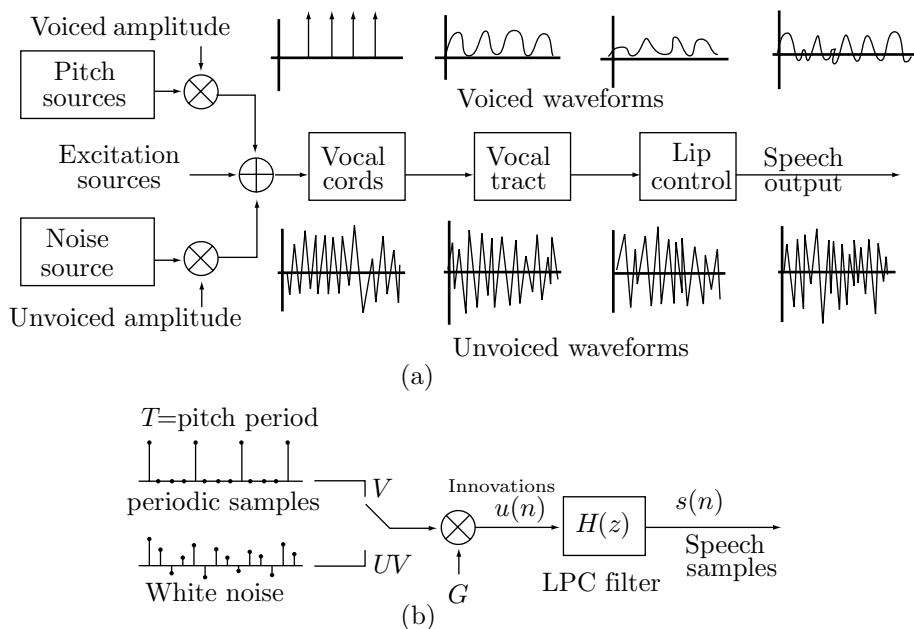 Voiced amplitude
Pitch
sources
Voiced waveforms
Excitation
sources
Vocal
cords
Vocal
tract
Lip
control
Speech
output
Noise
source
Unvoiced amplitude
Unvoiced waveforms
(a)
T=pitch period
periodic samples
V
UV
White noise
G
Innovations
u(n)
H(z)
LPC filter
s(n)
Speech
samples
(b)